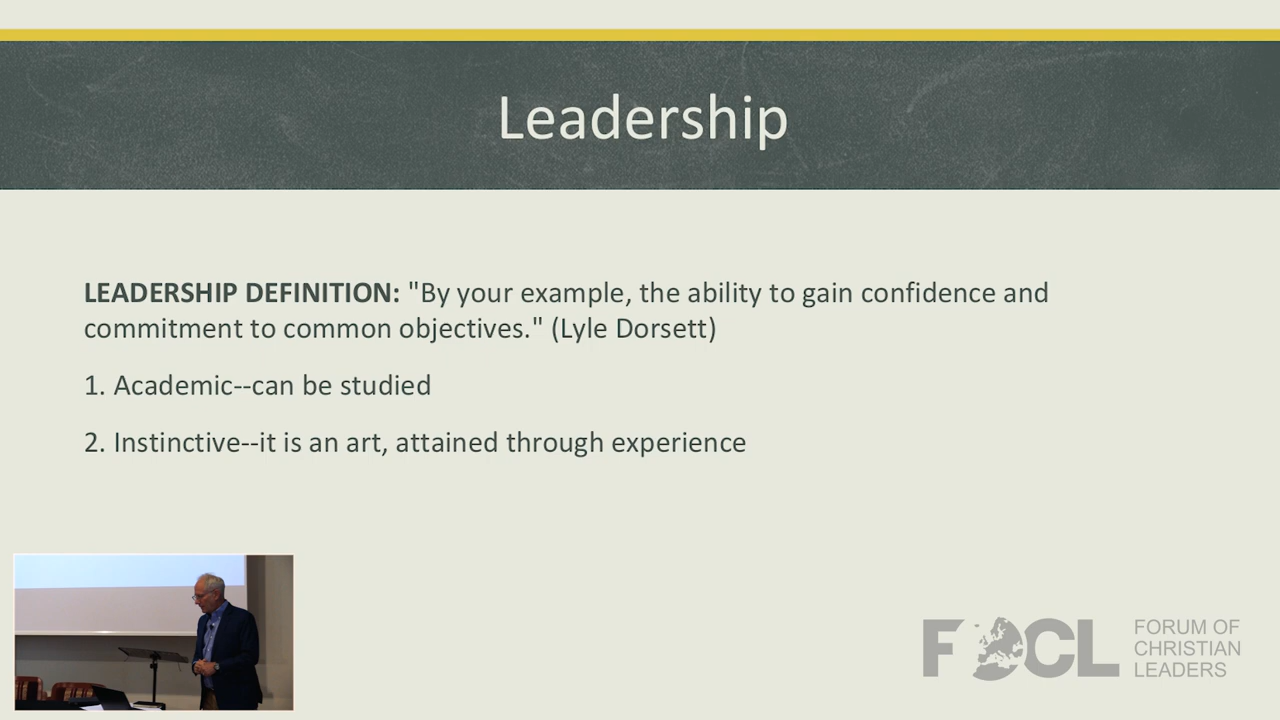 Leadership
LEADERSHIP DEFINITION: "By your example, the ability to gain confidence and
commitment to common objectives." (Lyle Dorsett)
1. Academic--can be studied
2. Instinctive--it is an art, attained through experience
FOCL
FORUM OF
CHRISTIAN
LEADERS